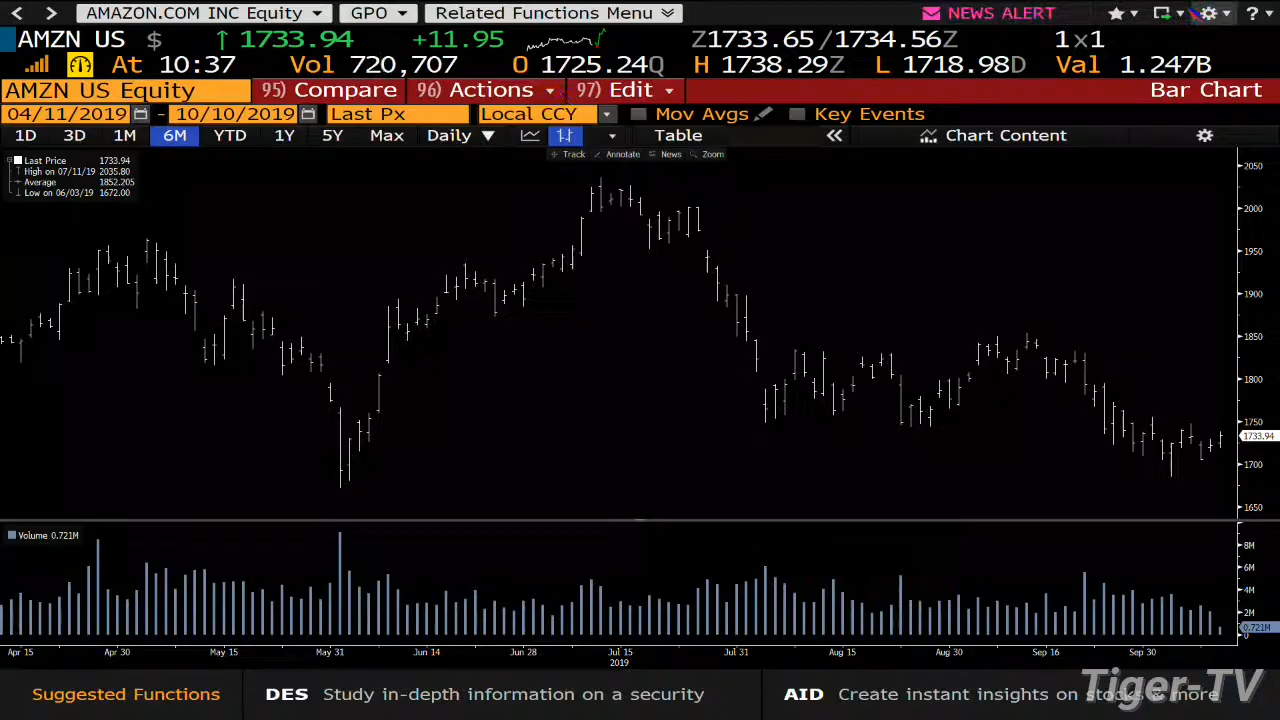 AMAZON.COM INC Equity GPO Related Functions Menu NEWS ALERT ?
AMZN US $ ↑ 1733.94 +11.95 Z1733.65/1734.56Z 1×1
At 10:37 Vol 720,707 O 1725.24Q H 1738.29Z L 1718.98D Val 1.247B
AMZN US Equity 95) Compare 96) Actions 97) Edit Bar Chart
04/11/2019 - 10/10/2019 Last Px Local CCY Mov Avgs Key Events
1D 3D 1M 6M YTD 1Y 5Y Max Daily ▼ Table « Chart Content
Track Annotate News Zoom
Last Price 1733.94
High on 07/11/19 2035.80
Average 1852.205
Low on 06/03/19 1672.00
2050
2000
1950
1900
1850
1800
1750
1733.94
1700
1650
Volume 0.721M
8M
6M
4M
2M
0.721M
0
Apr 15 Apr 30 May 15 May 31 Jun 14 Jun 28 Jul 15 Jul 31 Aug 15 Aug 30 Sep 16 Sep 30
2019
Suggested Functions DES Study in-depth information on a security AID Create instant insights on stocks & more
Tiger-TV